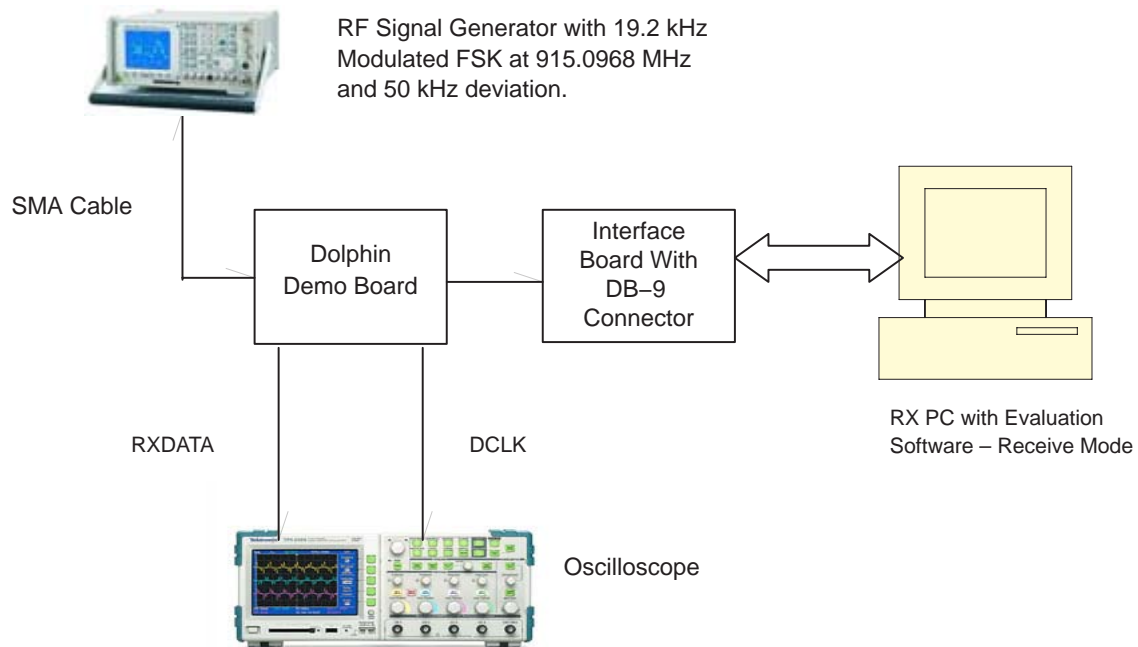 RF Signal Generator with 19.2 kHz
Modulated FSK at 915.0968 MHz
and 50 kHz deviation.
SMA Cable
Dolphin
Demo Board
Interface
Board With
DB–9
Connector
RX PC with Evaluation
Software – Receive Mode
RXDATA
DCLK
Tektronix
Oscilloscope